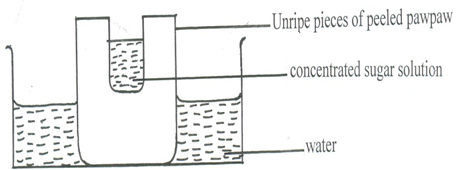 Unripe pieces of peeled pawpaw
concentrated sugar solution
water